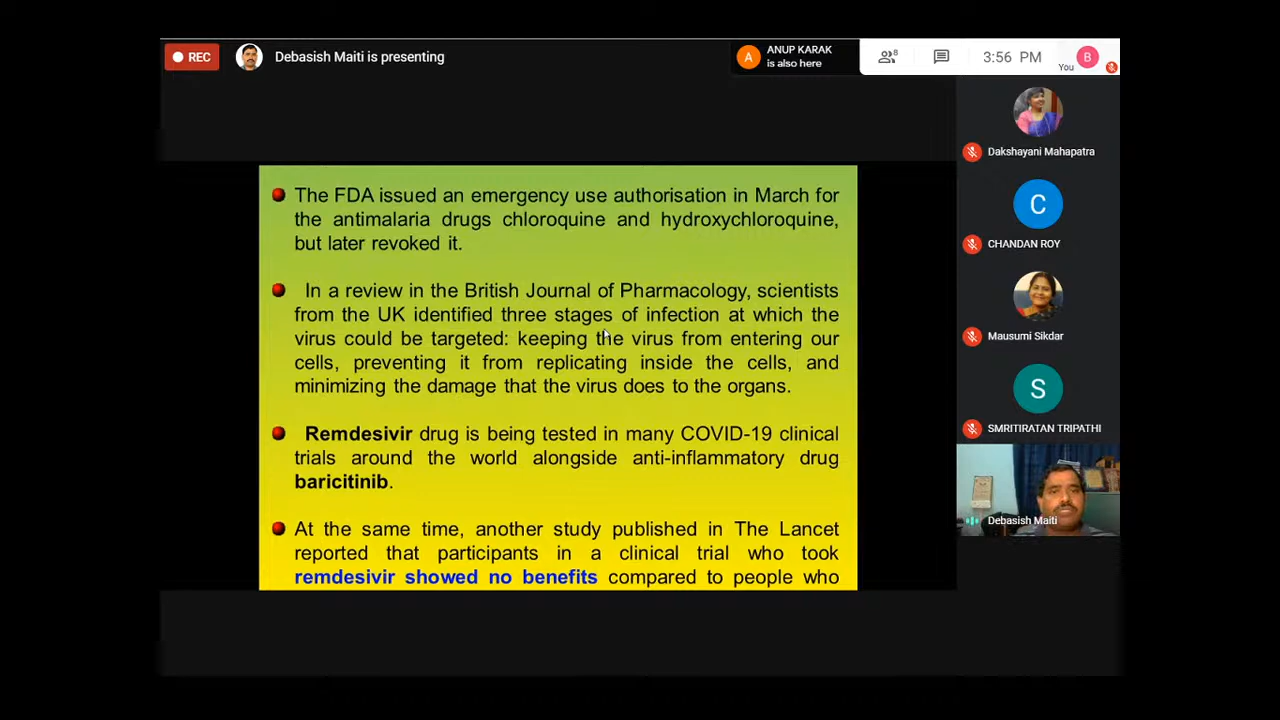 REC
Debasish Maiti is presenting
A
ANUP KARAK
is also here
8
3:56 PM
You
B
Dakshayani Mahapatra
C
CHANDAN ROY
Mausumi Sikdar
S
SMRITIRATAN TRIPATHI
Debasish Maiti
The FDA issued an emergency use authorisation in March for
the antimalaria drugs chloroquine and hydroxychloroquine,
but later revoked it.
In a review in the British Journal of Pharmacology, scientists
from the UK identified three stages of infection at which the
virus could be targeted: keeping the virus from entering our
cells, preventing it from replicating inside the cells, and
minimizing the damage that the virus does to the organs.
Remdesivir drug is being tested in many COVID-19 clinical
trials around the world alongside anti-inflammatory drug
baricitinib.
At the same time, another study published in The Lancet
reported that participants in a clinical trial who took
remdesivir showed no benefits compared to people who